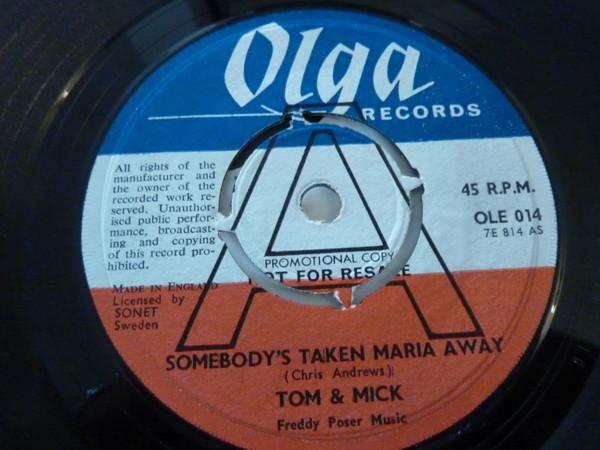 Olga
RECORDS
All rights of the
manufacturer and
the owner of the
recorded work re-
served. Unauthor-
ised public perfor-
mance, broadcast-
ing and copying
of this record pro-
hibited.
MADE IN ENGLAND
Licensed by
SONET
Sweden
45 R.P.M.
OLE 014
7E 814 AS
A
PROMOTIONAL COPY
NOT FOR RESALE
SOMEBODY'S TAKEN MARIA AWAY
(Chris Andrews)
TOM & MICK
Freddy Poser Music